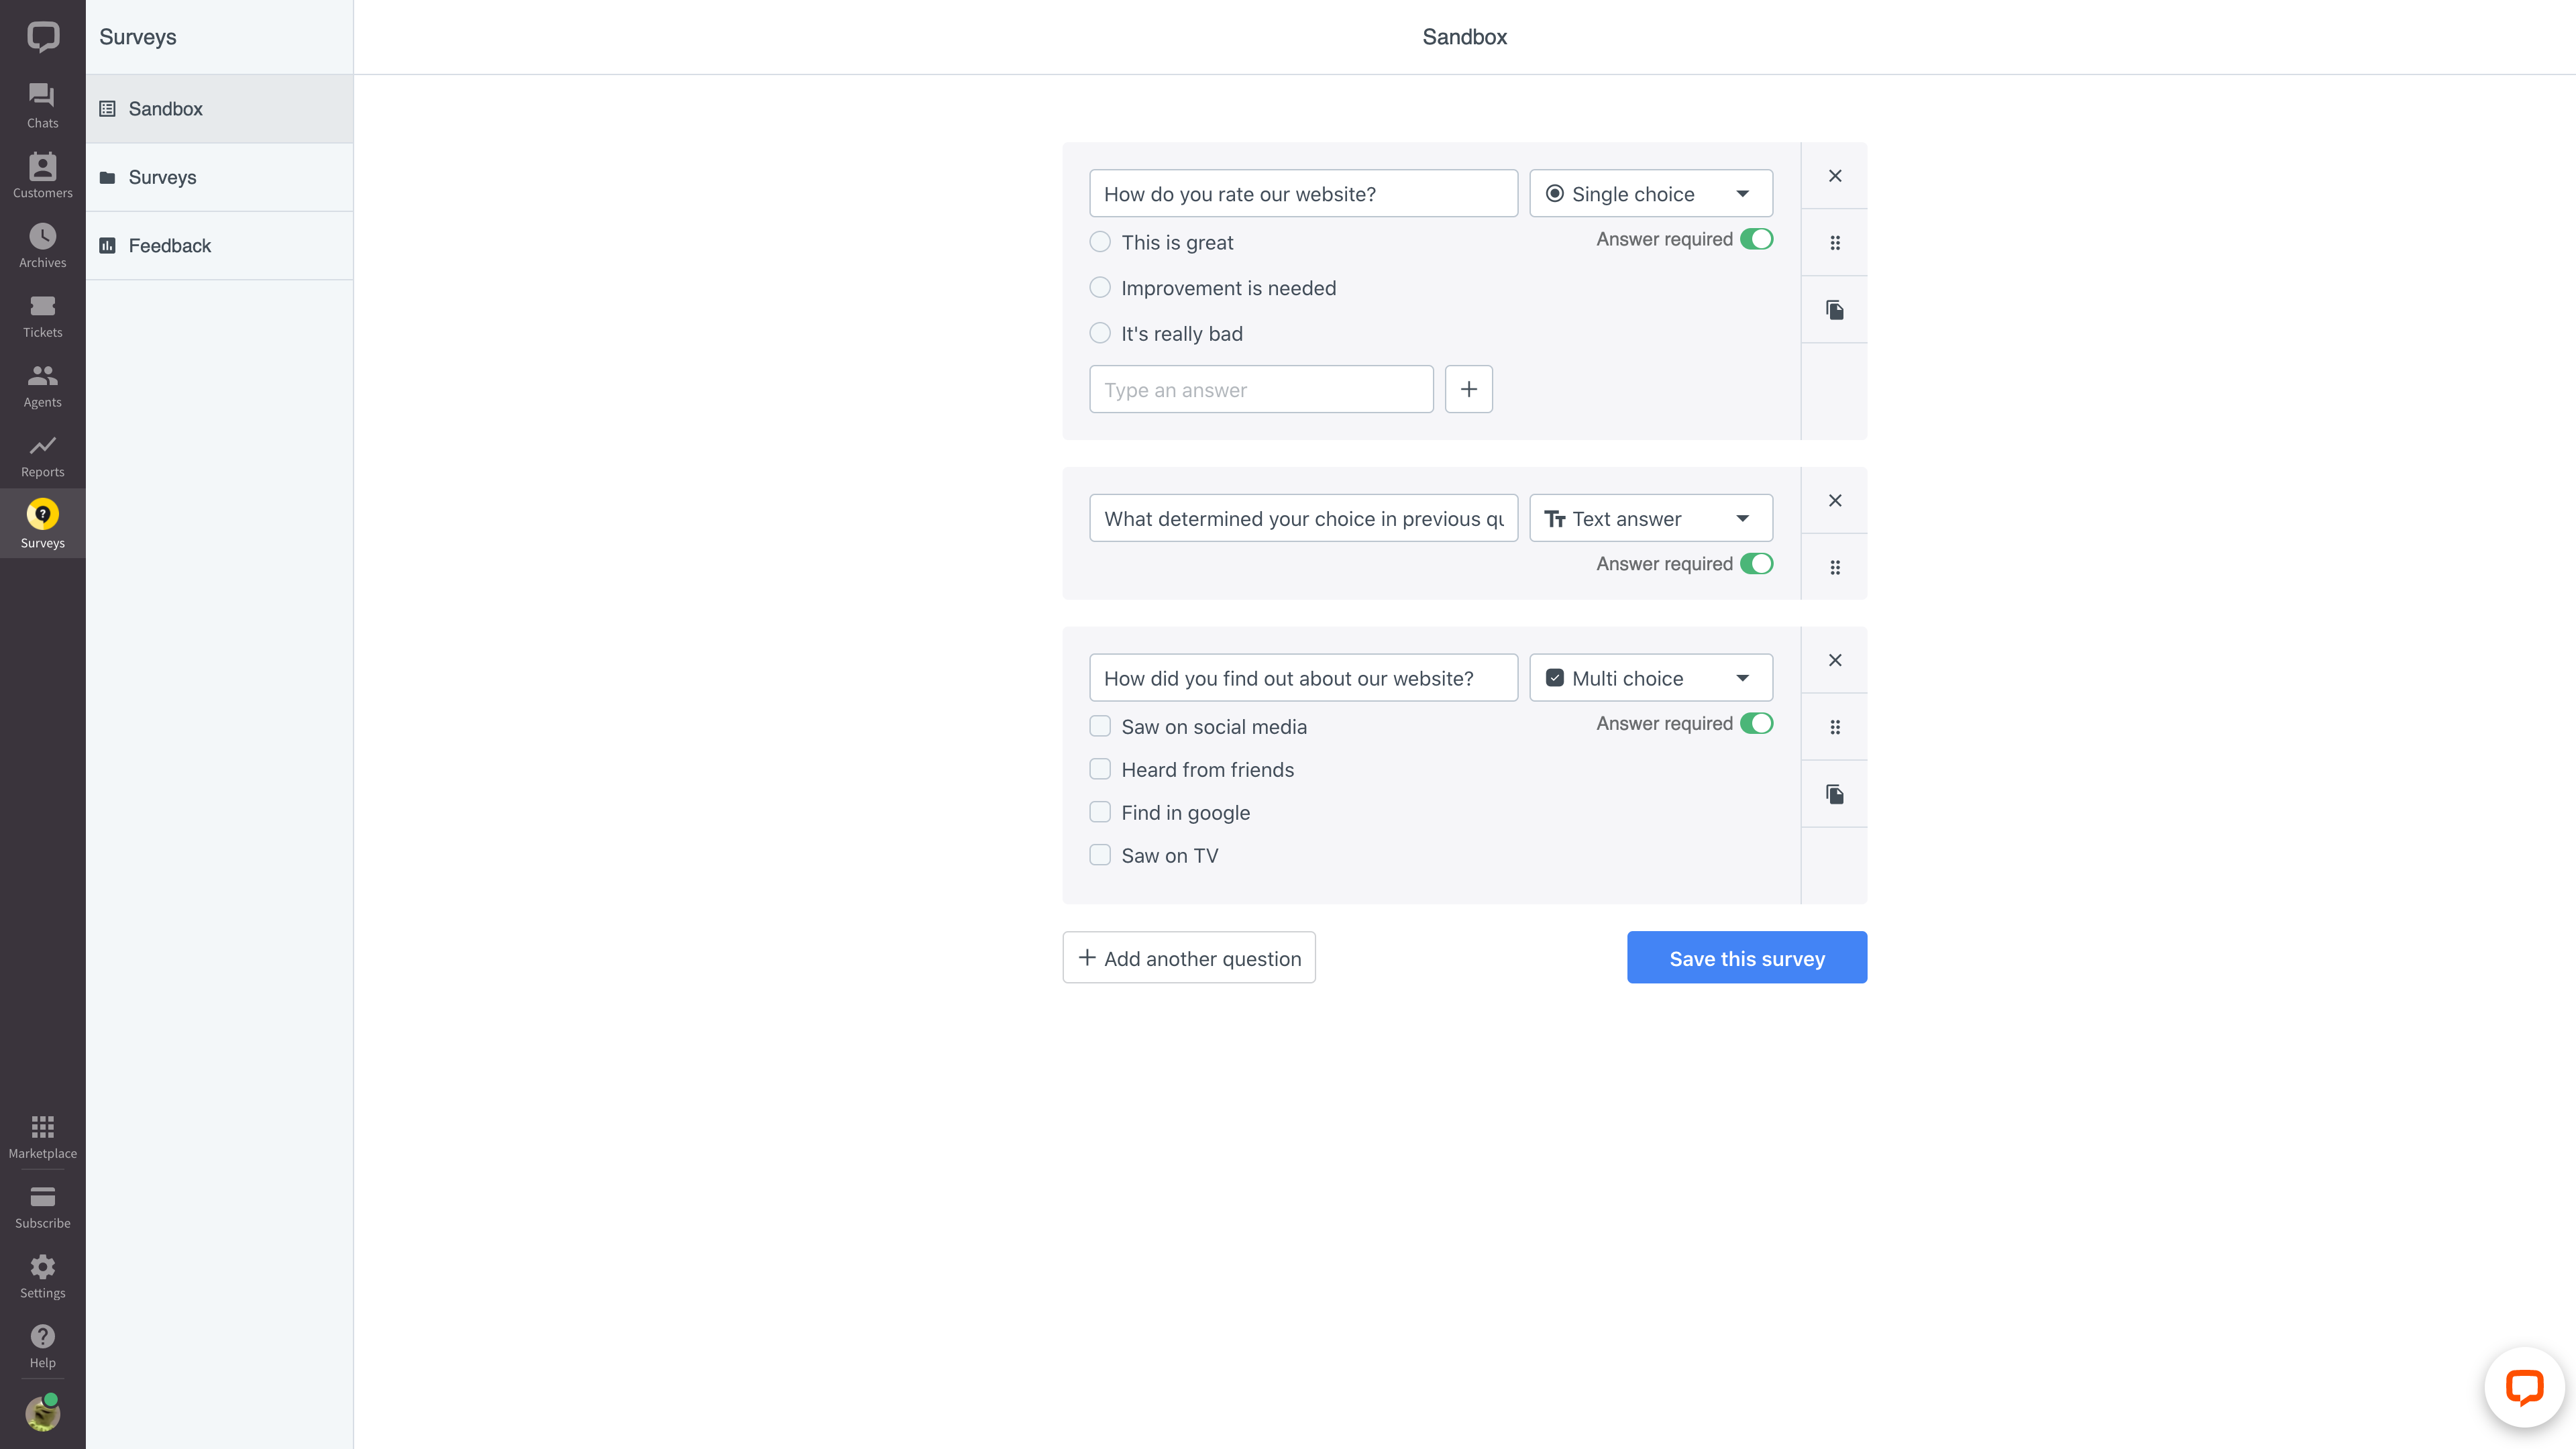 Surveys
Sandbox
Chats
Customers
Archives
Tickets
Agents
Reports
Surveys
Marketplace
Subscribe
Settings
Help
Sandbox
Surveys
Feedback
How do you rate our website?
Single choice
This is great
Answer required
Improvement is needed
It's really bad
Type an answer
What determined your choice in previous
Text answer
Answer required
How did you find out about our website?
Multi choice
Saw on social media
Answer required
Heard from friends
Find in google
Saw on TV
Add another question
Save this survey